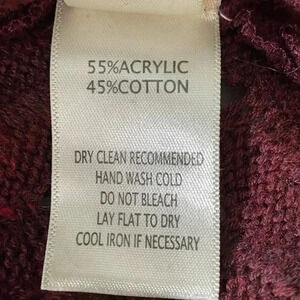 55%ACRYLIC
45%COTTON
DRY CLEAN RECOMMENDED
HAND WASH COLD
DO NOT BLEACH
LAY FLAT TO DRY
COOL IRON IF NECESSARY